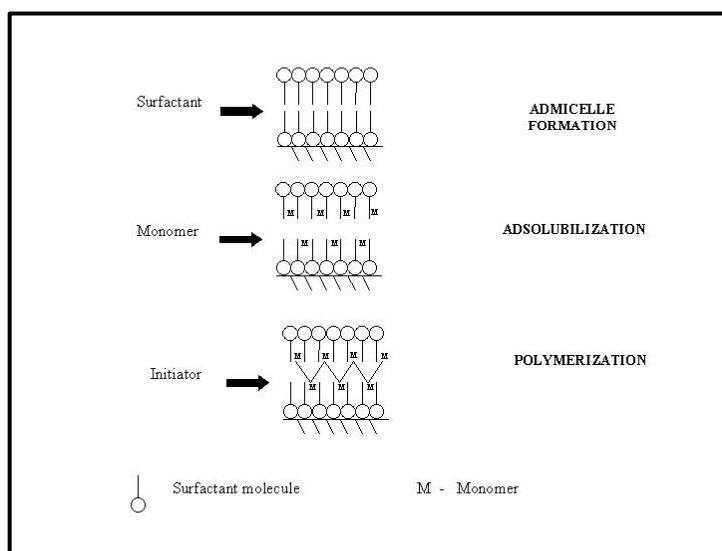 Surfactant
ADMICELLE
FORMATION
M M M M
Monomer
M M M
ADSOLUBILIZATION
M M M M
Initiator
M M M
POLYMERIZATION
Surfactant molecule
M - Monomer